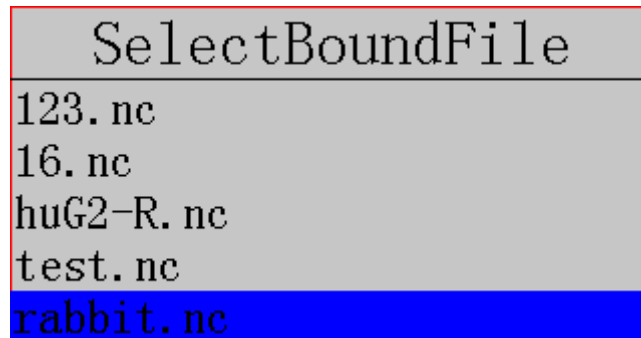 SelectBoundFile
123.nc
16.nc
huG2-R.nc
test.nc
rabbit.nc